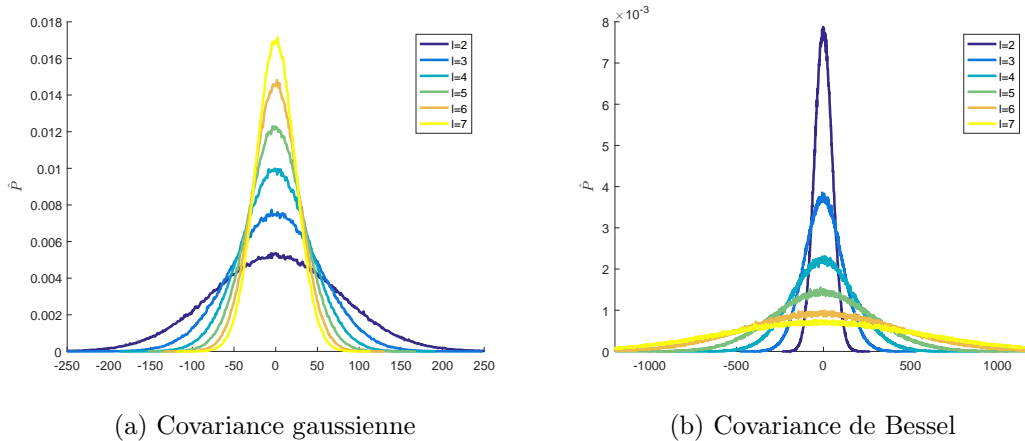 0.018
0.016
0.014
0.012
0.01
0.008
0.006
0.004
0.002
0
P̂
-250 -200 -150 -100 -50 0 50 100 150 200 250
l=2
l=3
l=4
l=5
l=6
l=7
(a) Covariance gaussienne
×10⁻³
8
7
6
5
4
3
2
1
0
P̂
-1000 -500 0 500 1000
l=2
l=3
l=4
l=5
l=6
l=7
(b) Covariance de Bessel